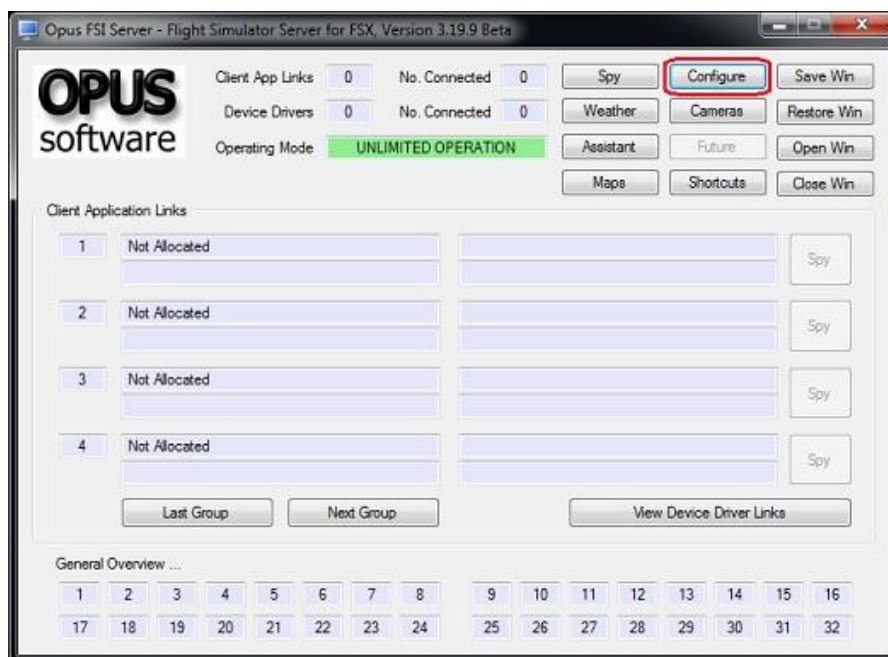 Opus FSI Server - Flight Simulator Server for FSX, Version 3.19.9 Beta
OPUS
software
Client App Links 0 No. Connected 0
Device Drivers 0 No. Connected 0
Operating Mode UNLIMITED OPERATION
Spy Configure Save Win
Weather Cameras Restore Win
Assistant Future Open Win
Maps Shortcuts Close Win
Client Application Links
1 Not Allocated Spy
2 Not Allocated Spy
3 Not Allocated Spy
4 Not Allocated Spy
Last Group Next Group View Device Driver Links
General Overview ...
1 2 3 4 5 6 7 8 9 10 11 12 13 14 15 16
17 18 19 20 21 22 23 24 25 26 27 28 29 30 31 32